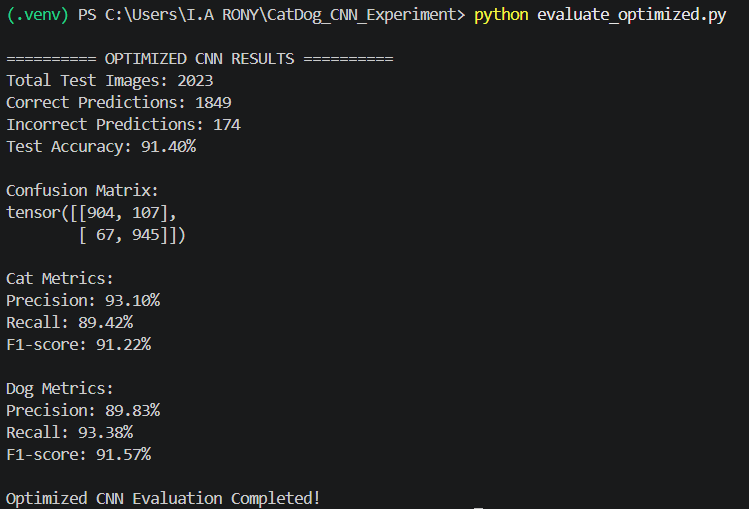 (.venv) PS C:\Users\I.A RONY\CatDog_CNN_Experiment> python evaluate_optimized.py
========== OPTIMIZED CNN RESULTS ==========
Total Test Images: 2023
Correct Predictions: 1849
Incorrect Predictions: 174
Test Accuracy: 91.40%
Confusion Matrix:
tensor([[904, 107],
        [ 67, 945]])
Cat Metrics:
Precision: 93.10%
Recall: 89.42%
F1-score: 91.22%
Dog Metrics:
Precision: 89.83%
Recall: 93.38%
F1-score: 91.57%
Optimized CNN Evaluation Completed!